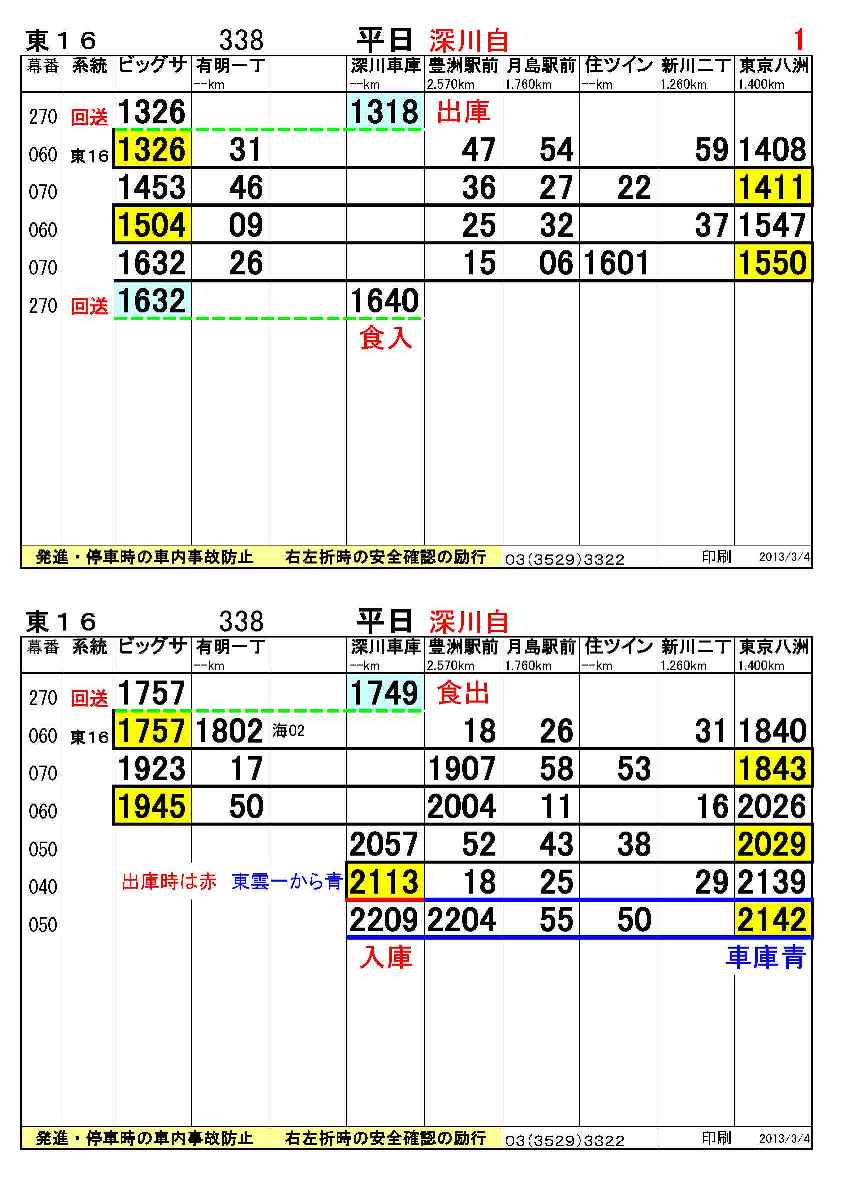 東１６ 338 平日 深川自 1
幕番 系統 ビッグサ 有明一丁 深川車庫 豊洲駅前 月島駅前 住ツイン 新川二丁 東京八洲
--km --km 2.570km 1.760km --km 1.260km 1.400km
270 回送 1326 1318 出庫
060 東16 1326 31 47 54 59 1408
070 1453 46 36 27 22 1411
060 1504 09 25 32 37 1547
070 1632 26 15 06 1601 1550
270 回送 1632 1640
食入
発進・停車時の車内事故防止 右左折時の安全確認の励行 03(3529)3322 印刷 2013/3/4
東１６ 338 平日 深川自
幕番 系統 ビッグサ 有明一丁 深川車庫 豊洲駅前 月島駅前 住ツイン 新川二丁 東京八洲
--km --km 2.570km 1.760km --km 1.260km 1.400km
270 回送 1757 1749 食出
060 東16 1757 1802 海02 18 26 31 1840
070 1923 17 1907 58 53 1843
060 1945 50 2004 11 16 2026
050 2057 52 43 38 2029
040 出庫時は赤 東雲一から青 2113 18 25 29 2139
050 2209 2204 55 50 2142
入庫 車庫青
発進・停車時の車内事故防止 右左折時の安全確認の励行 03(3529)3322 印刷 2013/3/4